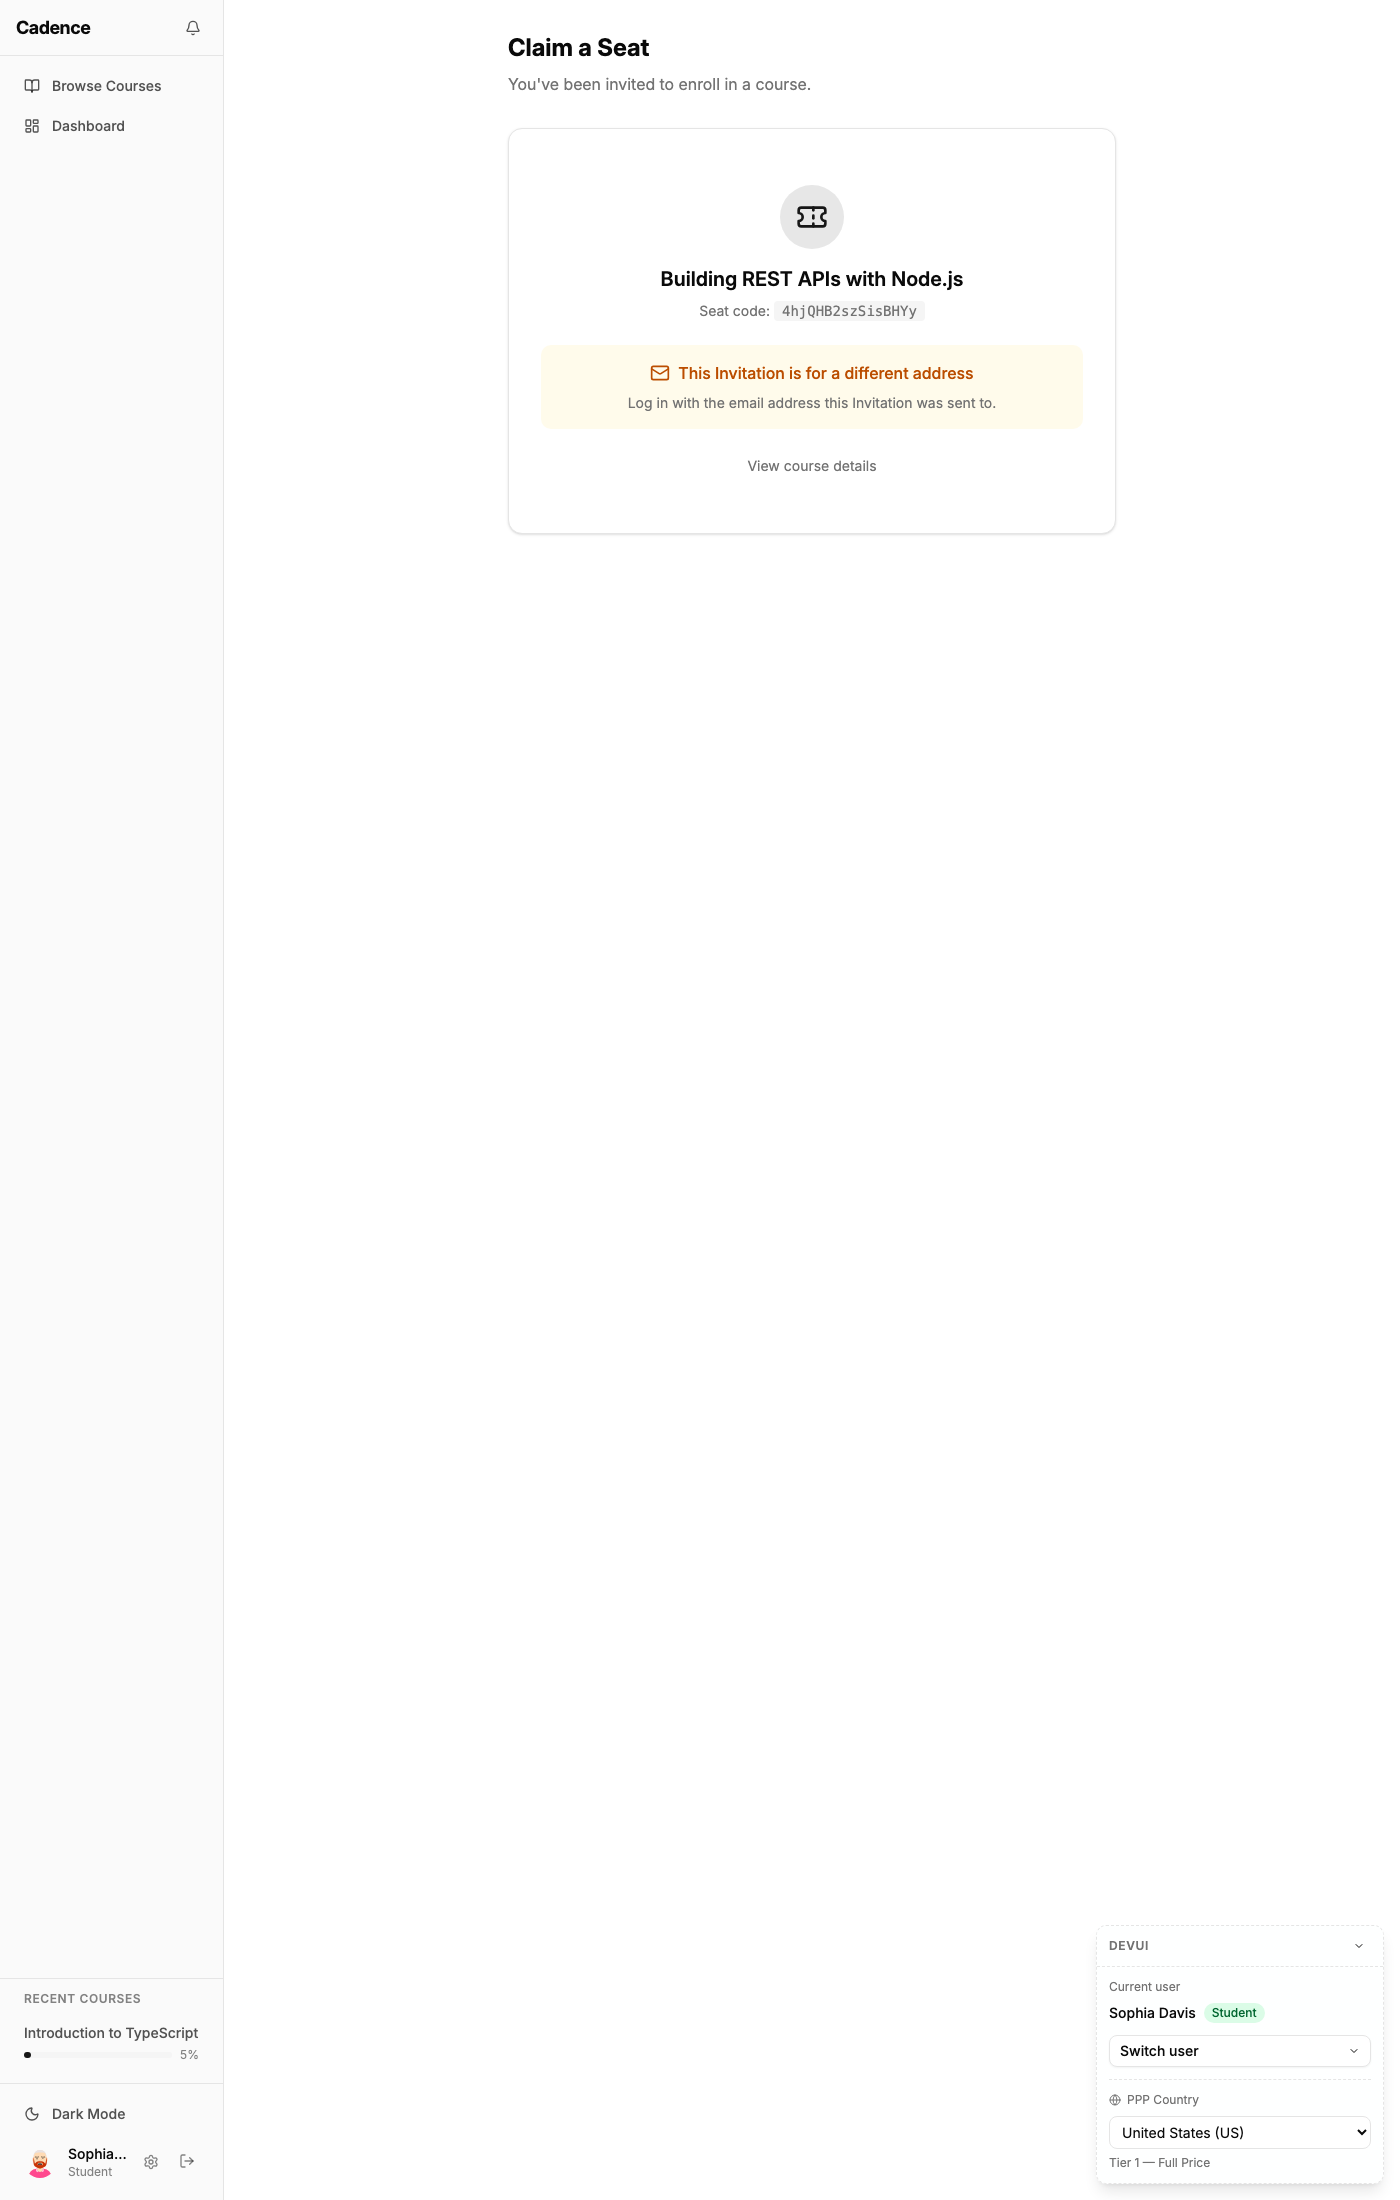 Cadence
Browse Courses
Dashboard
Claim a Seat
You've been invited to enroll in a course.
Building REST APIs with Node.js
Seat code: 4hjQHB2szSisBHYy
This Invitation is for a different address
Log in with the email address this Invitation was sent to.
View course details
RECENT COURSES
Introduction to TypeScript
5%
Dark Mode
Sophia...
Student
DEVUI
Current user
Sophia Davis Student
Switch user
PPP Country
United States (US)
Tier 1 — Full Price